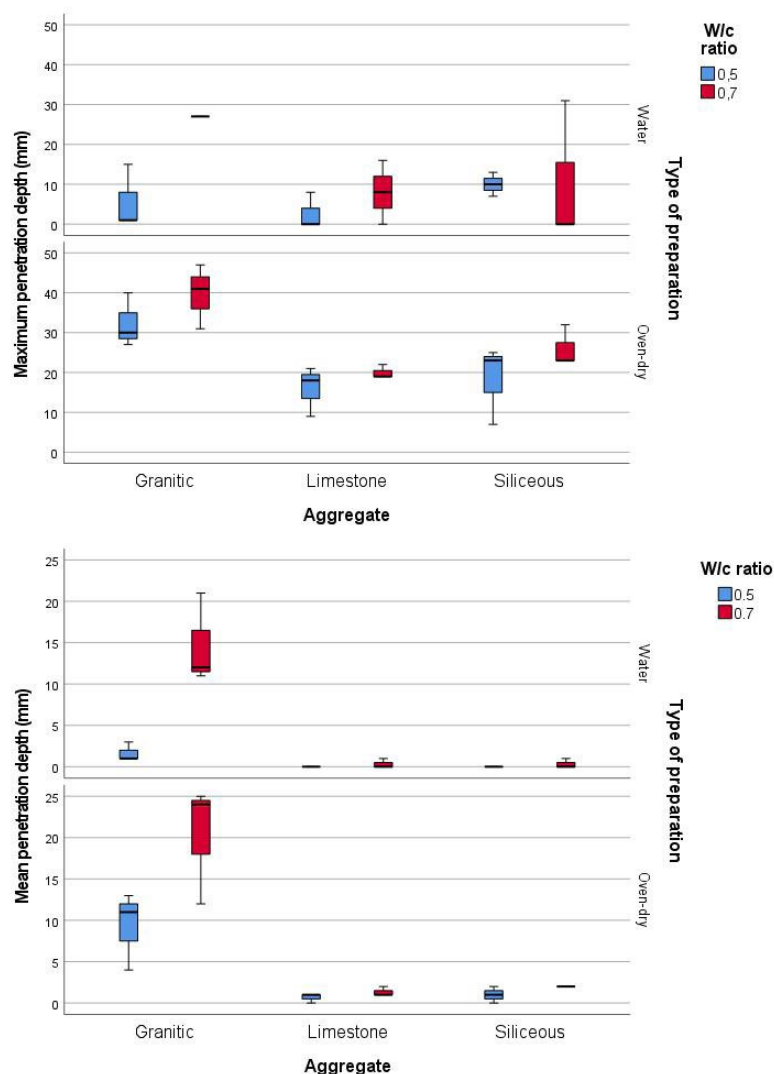 W/c
ratio
0,5
0,7
50
40
30
20
10
0
Water
50
40
30
20
10
0
Oven-dry
Maximum penetration depth (mm)
Type of preparation
Granitic Limestone Siliceous
Aggregate
W/c ratio
0.5
0.7
25
20
15
10
5
0
Water
25
20
15
10
5
0
Oven-dry
Mean penetration depth (mm)
Type of preparation
Granitic Limestone Siliceous
Aggregate